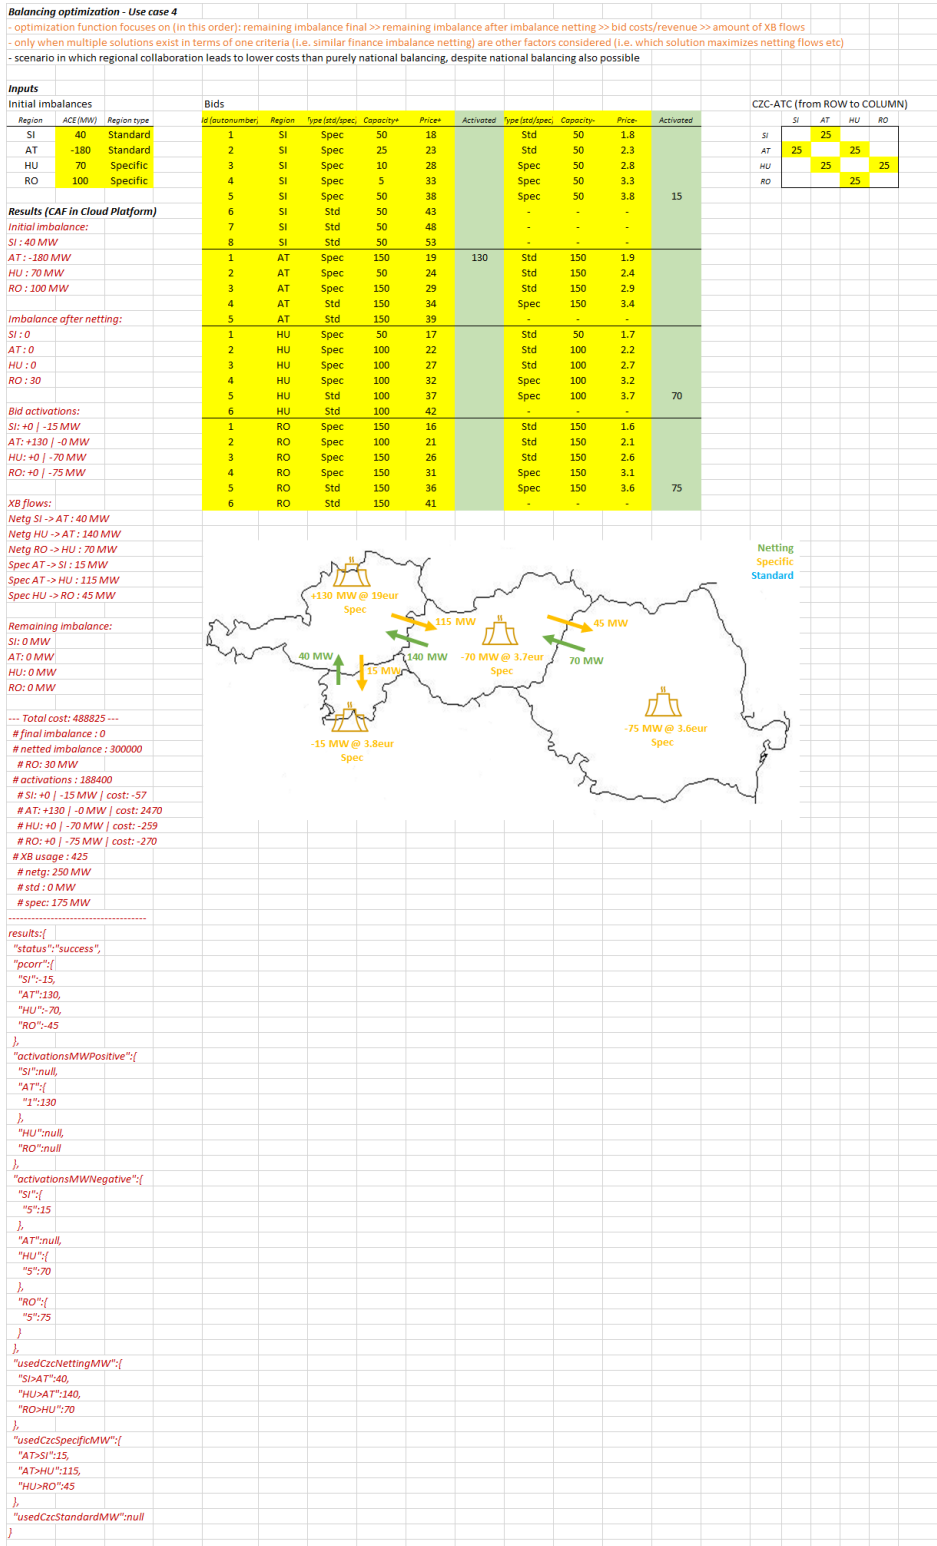 Balancing optimization - Use case 4
- optimization function focuses on (in this order): remaining imbalance final >> remaining imbalance after imbalance netting >> bid costs/revenue >> amount of XB flows
- only when multiple solutions exist in terms of one criteria (i.e. similar finance imbalance netting) are other factors considered (i.e. which solution maximizes netting flows etc)
- scenario in which regional collaboration leads to lower costs than purely national balancing, despite national balancing also possible
Inputs
Initial imbalances
Region ACE (MW) Region type
SI 40 Standard
AT -180 Standard
HU 70 Specific
RO 100 Specific
Bids
Id (autonumber) Region Type (std/spec) Capacity+ Price+ Activated Type (std/spec) Capacity- Price- Activated
1 SI Spec 50 18 Std 50 1.8
2 SI Spec 25 23 Std 50 2.3
3 SI Spec 10 28 Spec 50 2.8
4 SI Spec 5 33 Spec 50 3.3
5 SI Spec 50 38 Spec 50 3.8 15
6 SI Std 50 43 - - -
7 SI Std 50 48 - - -
8 SI Std 50 53 - - -
1 AT Spec 150 19 130 Std 150 1.9
2 AT Spec 50 24 Std 150 2.4
3 AT Spec 150 29 Std 150 2.9
4 AT Std 150 34 Spec 150 3.4
5 AT Std 150 39 - - -
1 HU Spec 50 17 Std 50 1.7
2 HU Spec 100 22 Std 100 2.2
3 HU Spec 100 27 Std 100 2.7
4 HU Spec 100 32 Spec 100 3.2
5 HU Std 100 37 Spec 100 3.7 70
6 HU Std 100 42 - - -
1 RO Spec 150 16 Std 150 1.6
2 RO Spec 100 21 Std 150 2.1
3 RO Spec 150 26 Std 150 2.6
4 RO Spec 150 31 Spec 150 3.1
5 RO Std 150 36 Spec 150 3.6 75
6 RO Std 150 41 - - -
CZC-ATC (from ROW to COLUMN)
SI AT HU RO
SI 25
AT 25 25
HU 25 25
RO 25
Results (CAF in Cloud Platform)
Initial imbalance:
SI : 40 MW
AT : -180 MW
HU : 70 MW
RO : 100 MW
Imbalance after netting:
SI : 0
AT : 0
HU : 0
RO : 30
Bid activations:
SI: +0 | -15 MW
AT: +130 | -0 MW
HU: +0 | -70 MW
RO: +0 | -75 MW
XB flows:
Netg SI -> AT : 40 MW
Netg HU -> AT : 140 MW
Netg RO -> HU : 70 MW
Spec AT -> SI : 15 MW
Spec AT -> HU : 115 MW
Spec HU -> RO : 45 MW
Remaining imbalance:
SI: 0 MW
AT: 0 MW
HU: 0 MW
RO: 0 MW
Netting
Specific
Standard
+130 MW @ 19eur
Spec
115 MW
45 MW
40 MW
140 MW
-70 MW @ 3.7eur
Spec
70 MW
15 MW
-15 MW @ 3.8eur
Spec
-75 MW @ 3.6eur
Spec
--- Total cost: 488825 ---
# final imbalance : 0
# netted imbalance : 300000
# RO: 30 MW
# activations : 188400
# SI: +0 | -15 MW | cost: -57
# AT: +130 | -0 MW | cost: 2470
# HU: +0 | -70 MW | cost: -259
# RO: +0 | -75 MW | cost: -270
# XB usage : 425
# netg: 250 MW
# std : 0 MW
# spec: 175 MW
-----------------------------------
results:{
"status":"success",
"pcorr":{
"SI":-15,
"AT":130,
"HU":-70,
"RO":-45
},
"activationsMWPositive":{
"SI":null,
"AT":{
"1":130
},
"HU":null,
"RO":null
},
"activationsMWNegative":{
"SI":{
"5":15
},
"AT":null,
"HU":{
"5":70
},
"RO":{
"5":75
}
},
"usedCzcNettingMW":{
"SI>AT":40,
"HU>AT":140,
"RO>HU":70
},
"usedCzcSpecificMW":{
"AT>SI":15,
"AT>HU":115,
"HU>RO":45
},
"usedCzcStandardMW":null
}